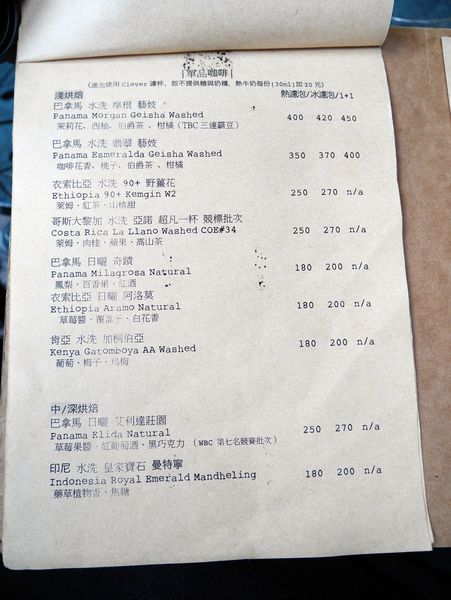 單品咖啡
(濾泡使用 Clever 濾杯、恕不提供糖與奶精, 熱牛奶每份(30ml)加 20 元)
淺烘焙 熱濾泡/冰濾泡/1+1
巴拿馬 水洗 摩根 藝妓
Panama Morgan Geisha Washed 400 420 450
茉莉花、西柚、伯爵茶、柑橘 (TBC 三連霸豆)
巴拿馬 水洗 翡翠 藝妓
Panama Esmeralda Geisha Washed 350 370 400
咖啡花香、桃子、伯爵茶、柑橘
衣索比亞 水洗 90+ 野薑花
Ethiopia 90+ Kemgin W2 250 270 n/a
萊姆、紅茶、山楂甜
哥斯大黎加 水洗 亞諾 超凡一杯 競標批次
Costa Rica La Llano Washed COE#34 250 270 n/a
萊姆、肉桂、蘋果、高山茶
巴拿馬 日曬 奇蹟
Panama Milagrosa Natural 180 200 n/a
鳳梨、百香果、紅酒
衣索比亞 日曬 阿洛莫
Ethiopia Aramo Natural 180 200 n/a
草莓醬、覆盆子、白花香
肯亞 水洗 加桐伯亞
Kenya Gatomboya AA Washed 180 200 n/a
葡萄、梅子、烏梅
中/深烘焙
巴拿馬 日曬 艾利達莊園
Panama Elida Natural 250 270 n/a
草莓果醬、紅葡萄酒、黑巧克力 (WBC 第七名競賽批次)
印尼 水洗 皇家寶石 曼特寧
Indonesia Royal Emerald Mandheling 180 200 n/a
藥草植物香、焦糖